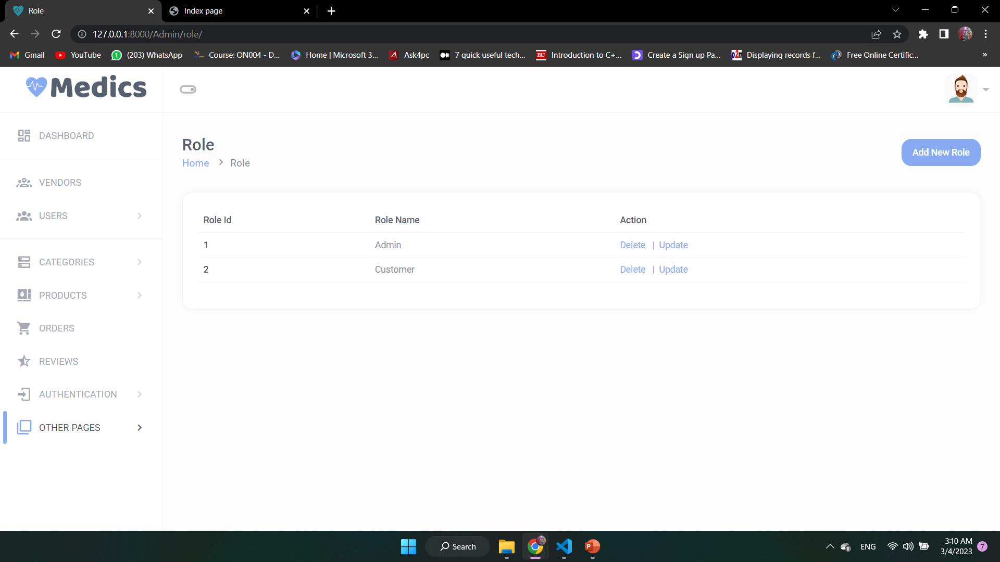 Role
Index page
127.0.0.1:8000/Admin/role/
Gmail
YouTube
(203) WhatsApp
Course: ON004 - D...
Home | Microsoft 3...
Ask4pc
7 quick useful tech...
BU
Introduction to C+...
Create a Sign up Pa...
p2n
Displaying records f...
Free Online Certific...
»
Medics
DASHBOARD
VENDORS
USERS
CATEGORIES
PRODUCTS
ORDERS
REVIEWS
AUTHENTICATION
OTHER PAGES
Role
Home > Role
Add New Role
Role Id Role Name Action
1 Admin Delete | Update
2 Customer Delete | Update
Search
ENG
3:10 AM
3/4/2023
7